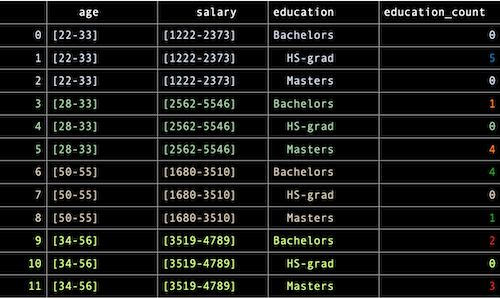 age salary education education_count
0 [22-33] [1222-2373] Bachelors 0
1 [22-33] [1222-2373] HS-grad 5
2 [22-33] [1222-2373] Masters 0
3 [28-33] [2562-5546] Bachelors 1
4 [28-33] [2562-5546] HS-grad 0
5 [28-33] [2562-5546] Masters 4
6 [50-55] [1680-3510] Bachelors 4
7 [50-55] [1680-3510] HS-grad 0
8 [50-55] [1680-3510] Masters 1
9 [34-56] [3519-4789] Bachelors 2
10 [34-56] [3519-4789] HS-grad 0
11 [34-56] [3519-4789] Masters 3